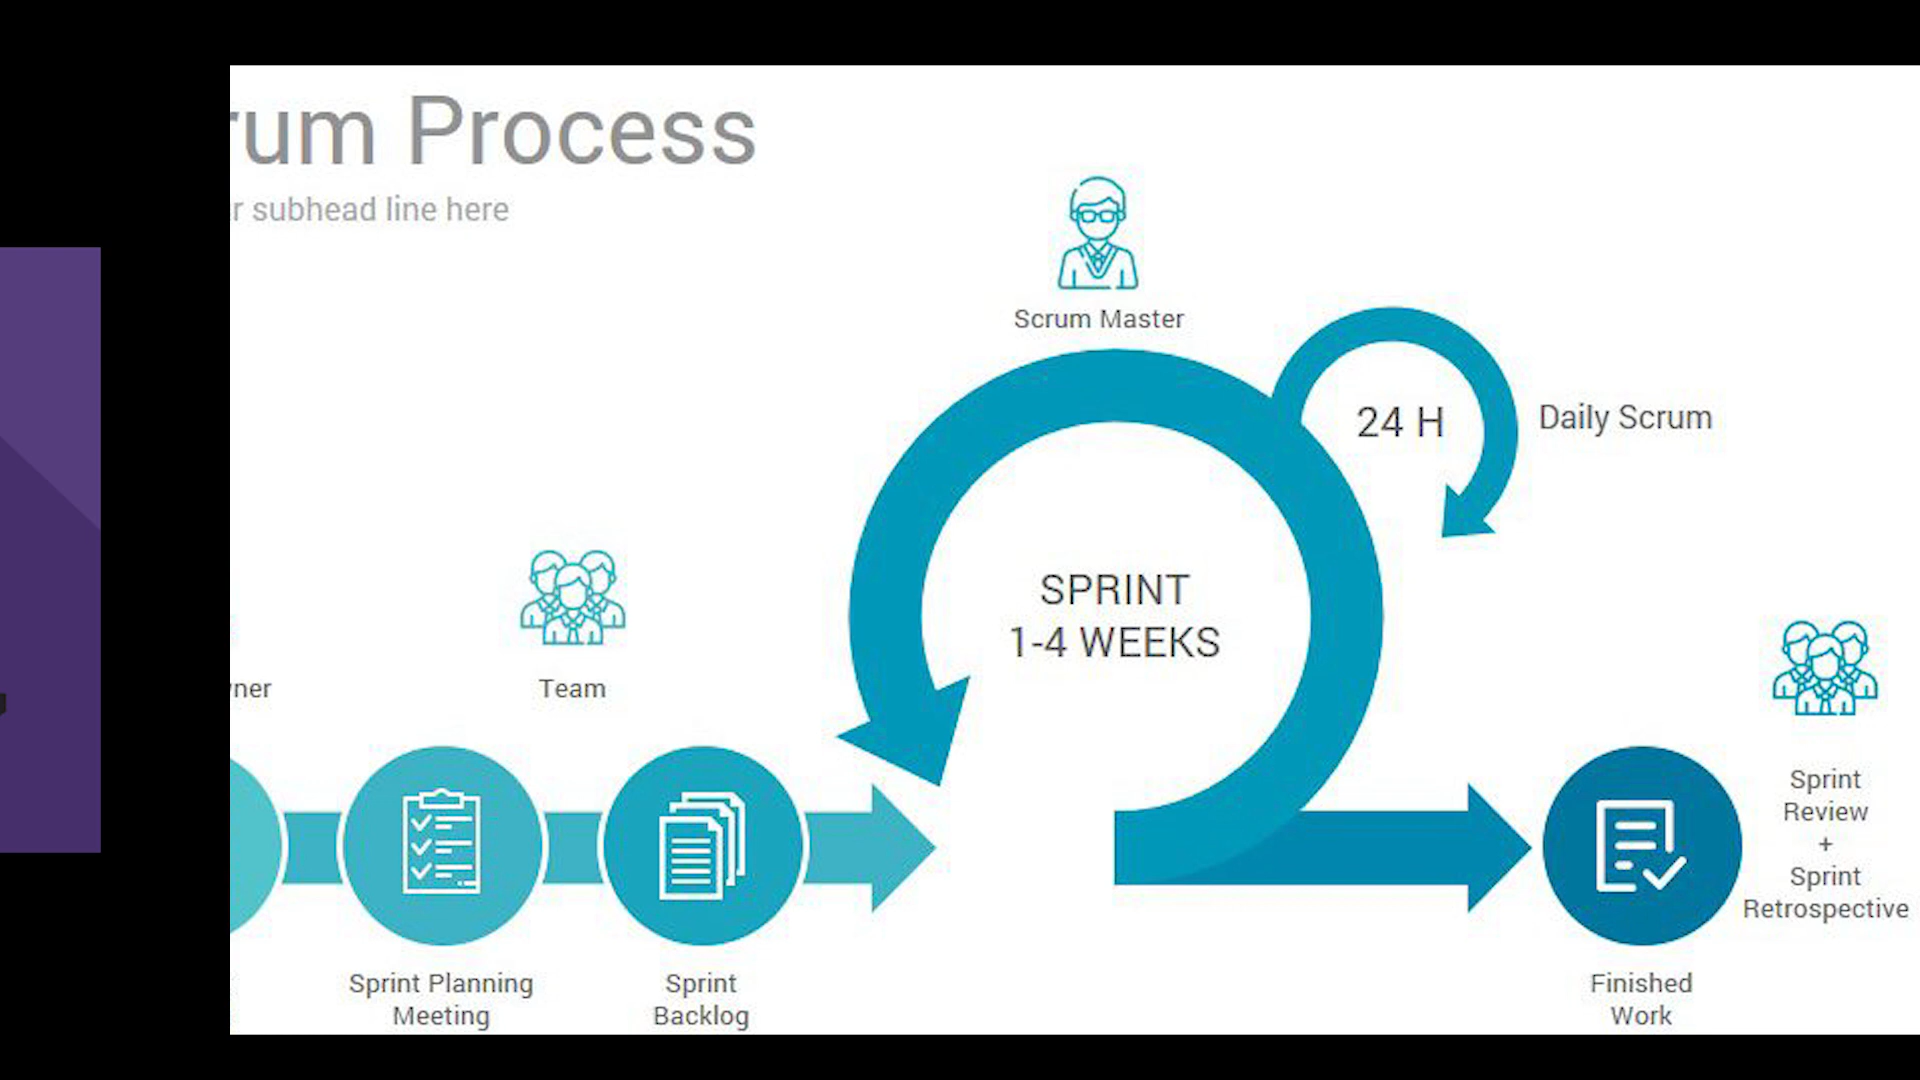 rum Process
r subhead line here
Scrum Master
24 H
Daily Scrum
SPRINT
1-4 WEEKS
ner
Team
Sprint
Review
+
Sprint
Retrospective
Sprint Planning
Meeting
Sprint
Backlog
Finished
Work